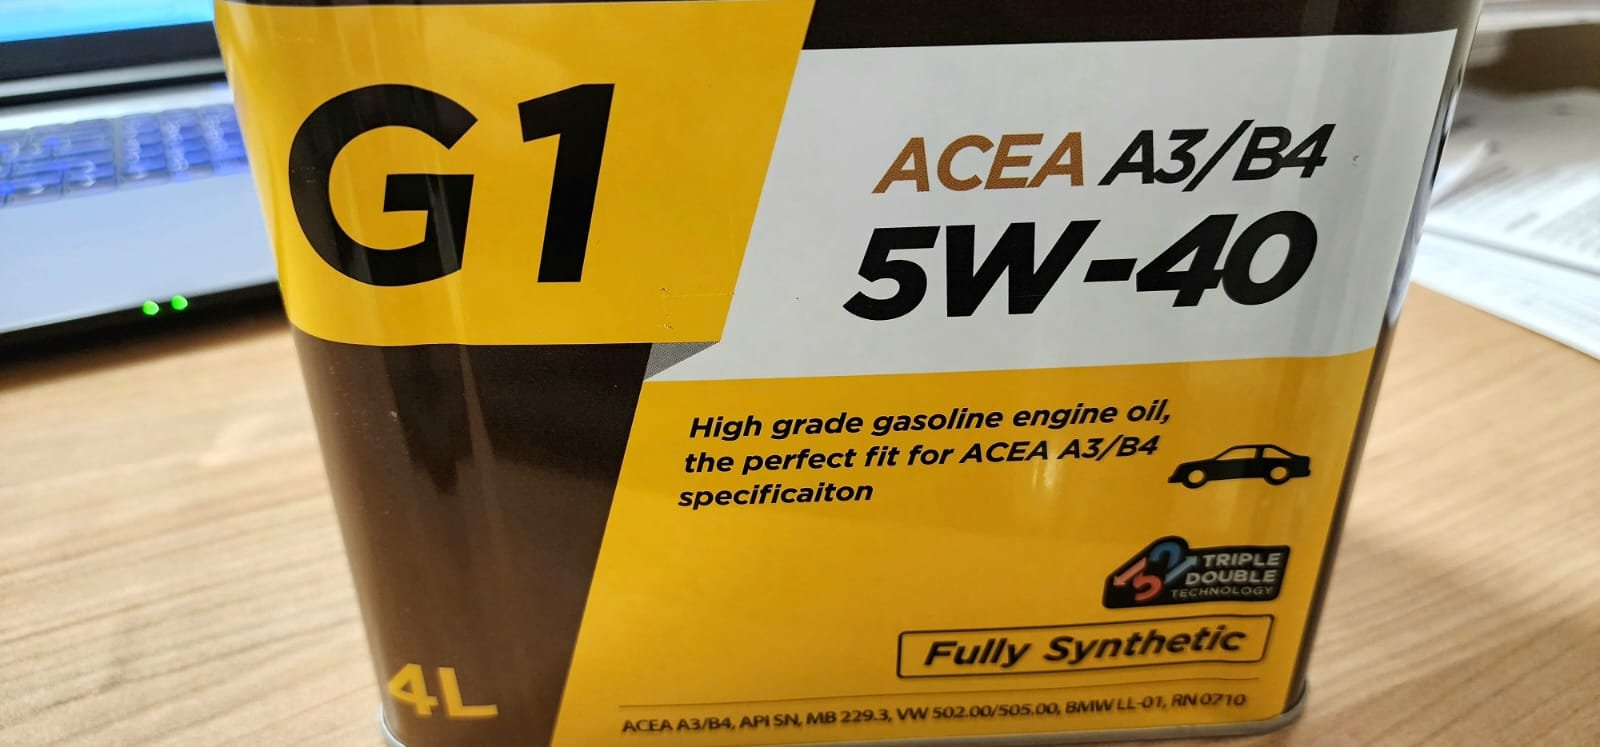 G1
ACEA A3/B4
5W-40
High grade gasoline engine oil,
the perfect fit for ACEA A3/B4
specificaiton
TRIPLE
DOUBLE
TECHNOLOGY
Fully Synthetic
4L
ACEA A3/B4, API SN, MB 229.3, VW 502.00/505.00, BMW LL-01, RN 0710